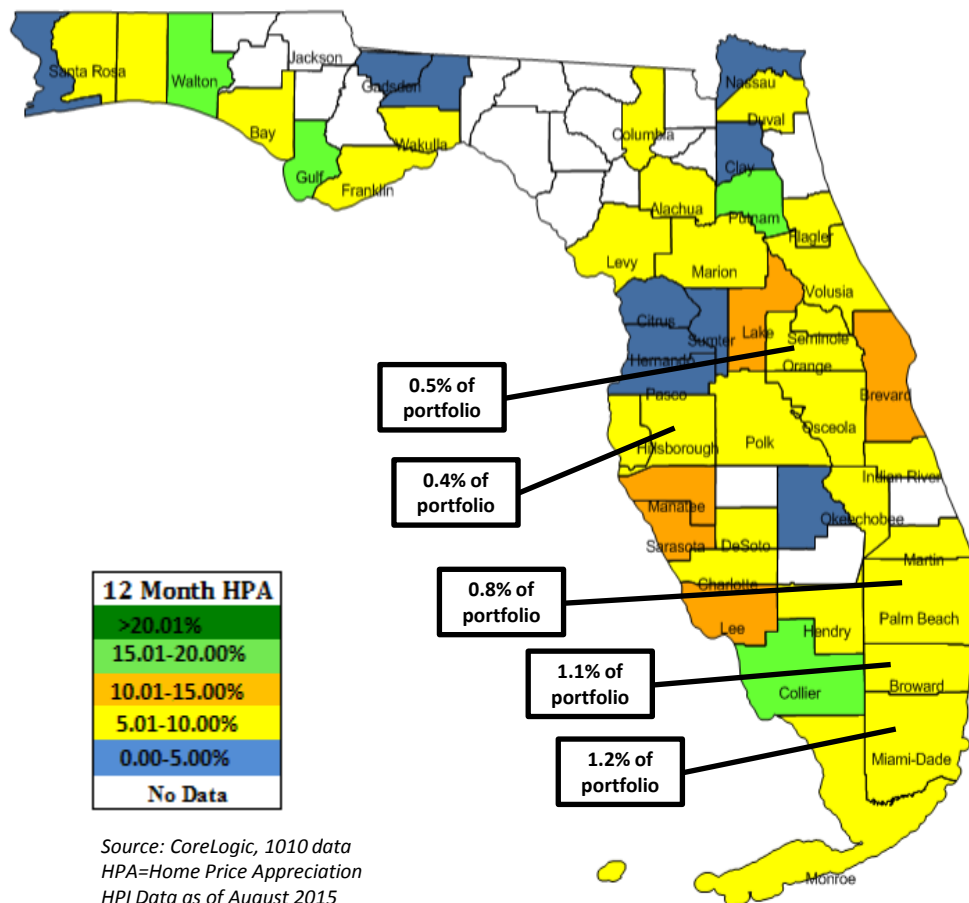 Jackson
Santa Rosa
Walton
Gadsden
Nassau
Bay
Duval
Wakulla
Columbia
Clay
Gulf
Franklin
Alachua
Putnam
Flagler
Levy
Marion
Volusia
Citrus
Lake
Sumter
Seminole
Hernando
Orange
0.5% of
portfolio
Pasco
Brevard
Osceola
Hillsborough
Polk
0.4% of
portfolio
Indian River
Manatee
Okeechobee
Sarasota
DeSoto
Martin
12 Month HPA
>20.01%
15.01-20.00%
10.01-15.00%
5.01-10.00%
0.00-5.00%
No Data
0.8% of
portfolio
Charlotte
Lee
Hendry
Palm Beach
1.1% of
portfolio
Collier
Broward
1.2% of
portfolio
Miami-Dade
Source: CoreLogic, 1010 data
HPA=Home Price Appreciation
HPI Data as of August 2015
Monroe